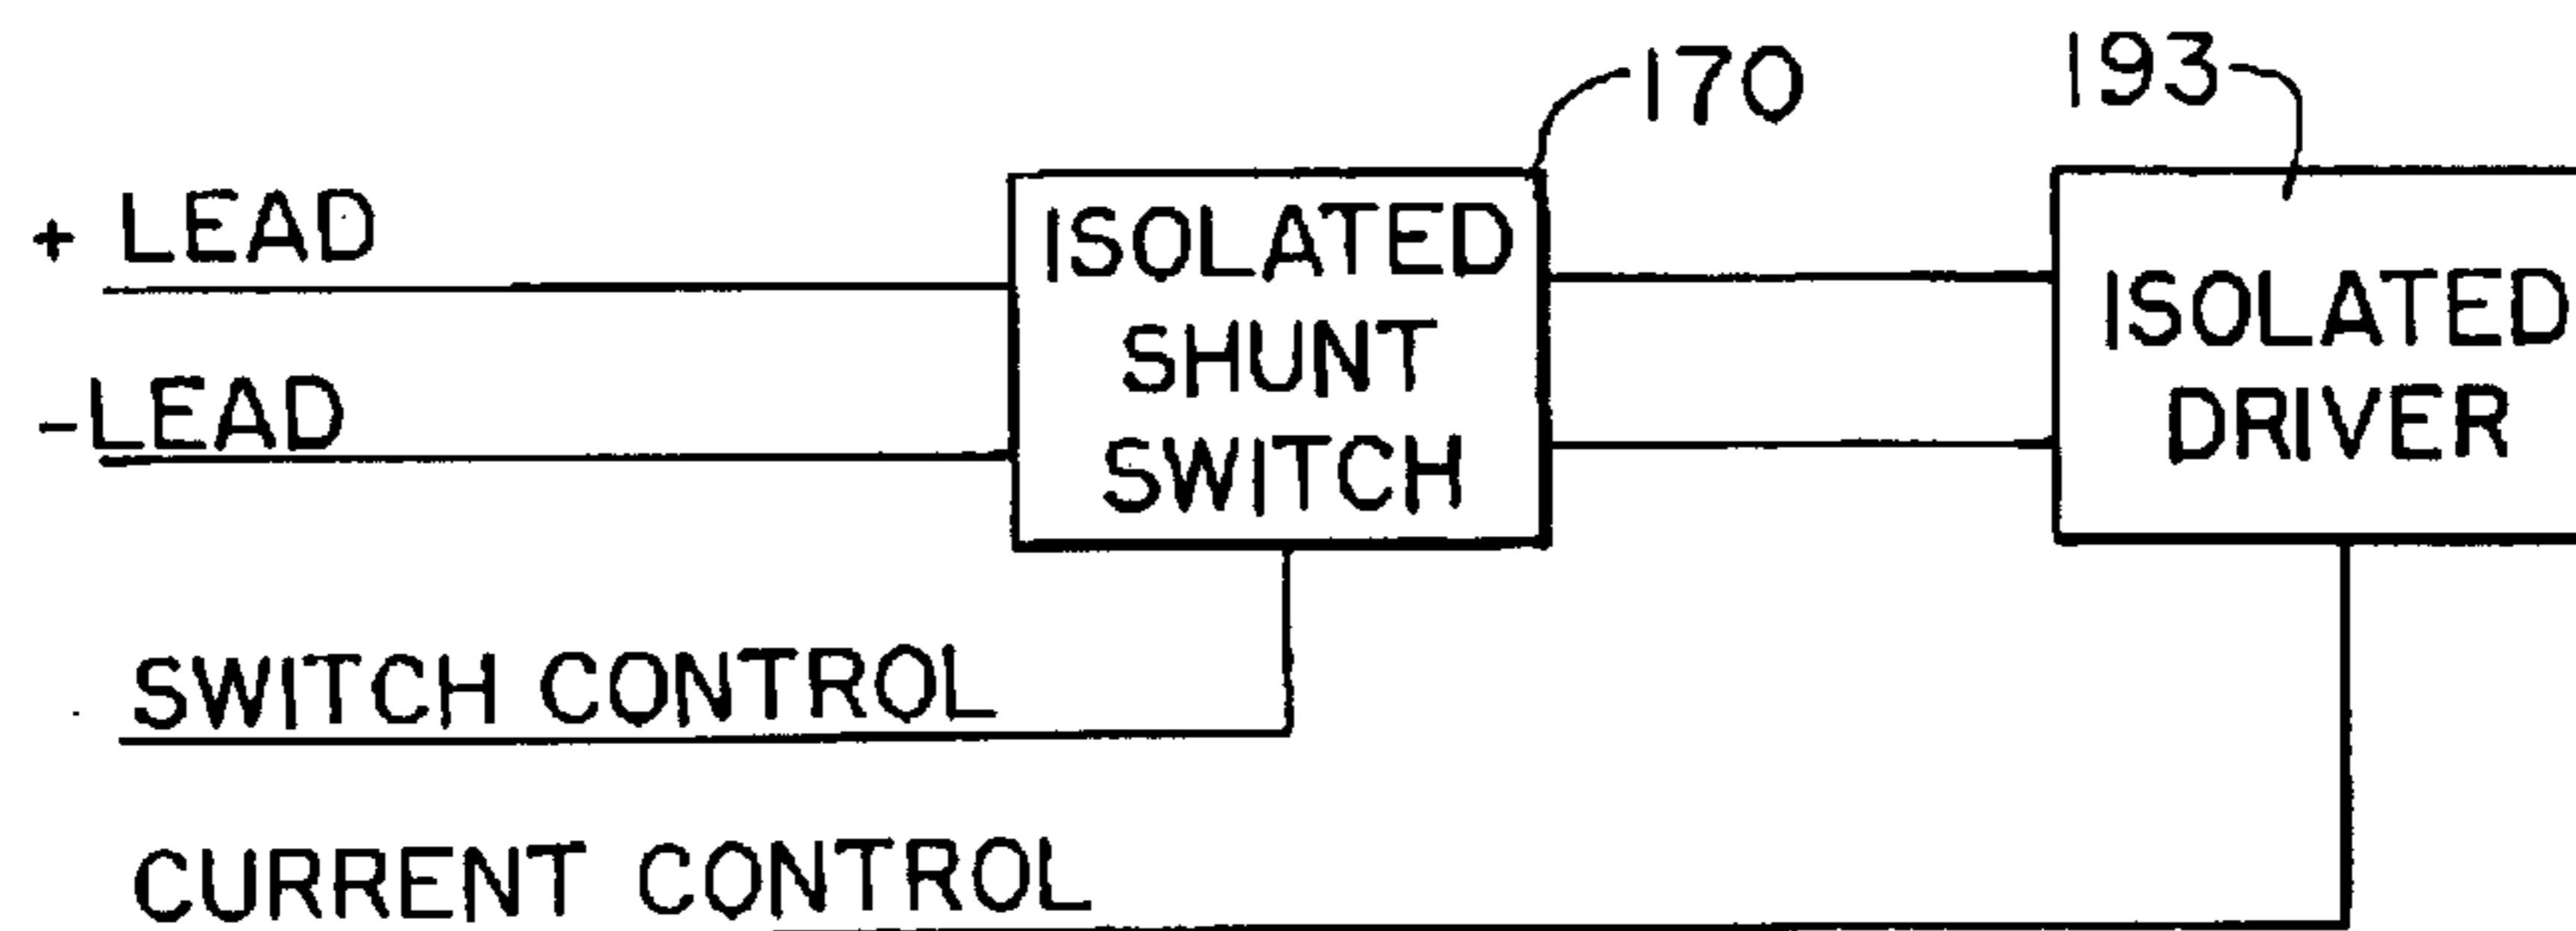 170
193
+ LEAD
ISOLATED
SHUNT
SWITCH
ISOLATED
DRIVER
-LEAD
SWITCH CONTROL
CURRENT CONTROL